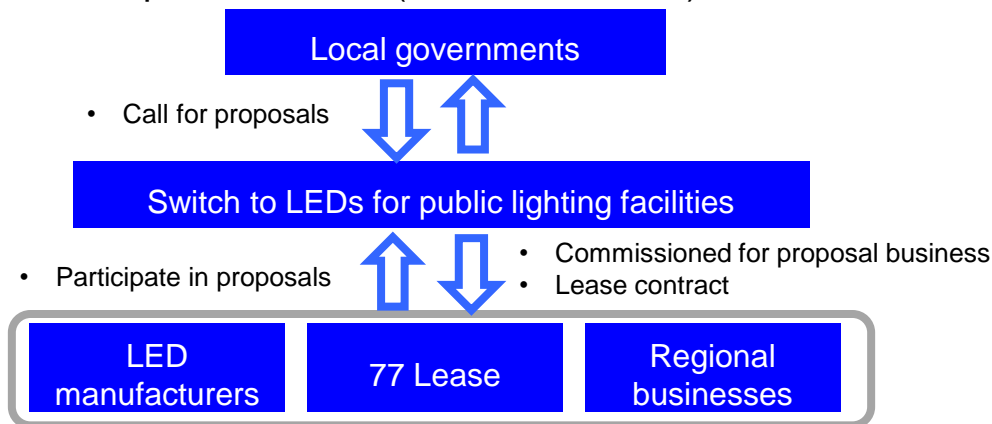 Local governments
• Call for proposals
Switch to LEDs for public lighting facilities
• Participate in proposals
• Commissioned for proposal business
• Lease contract
LED
manufacturers
77 Lease
Regional
businesses